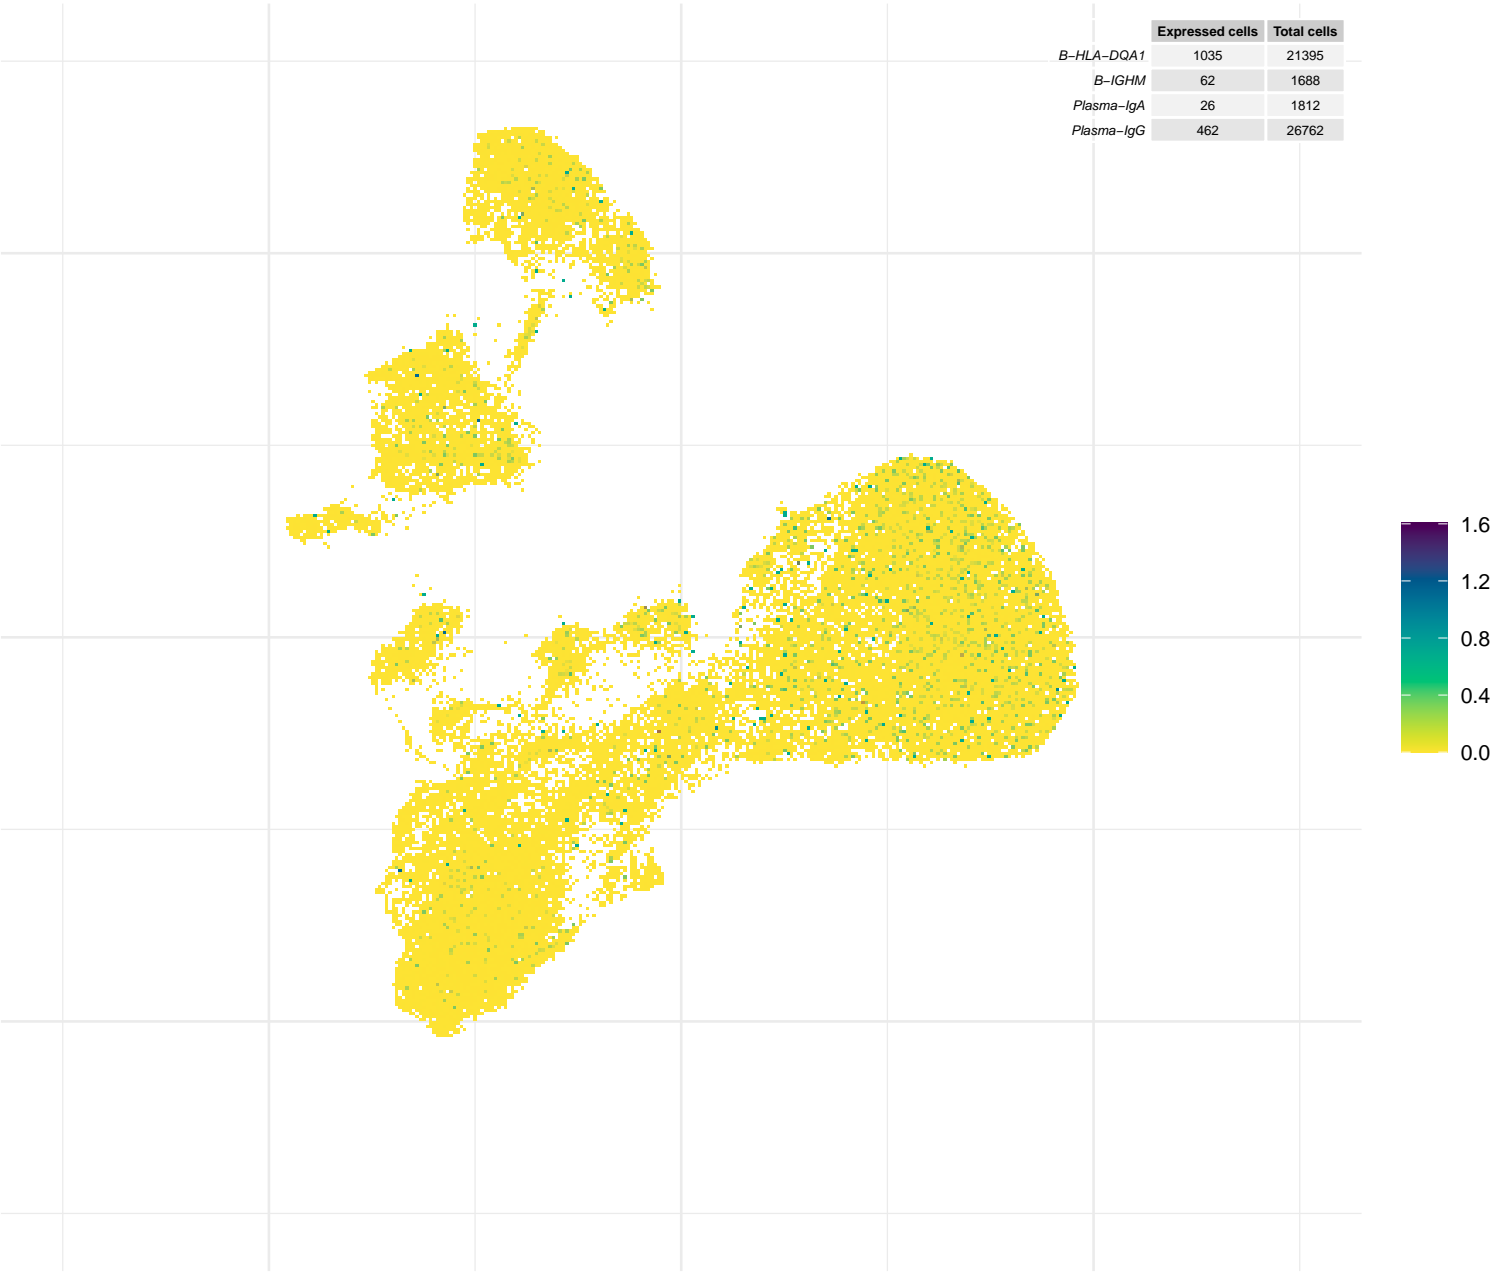 Expressed cells Total cells
B−HLA−DQA1 1035 21395
B−IGHM 62 1688
Plasma−IgA 26 1812
Plasma−IgG 462 26762
1.6
1.2
0.8
0.4
0.0